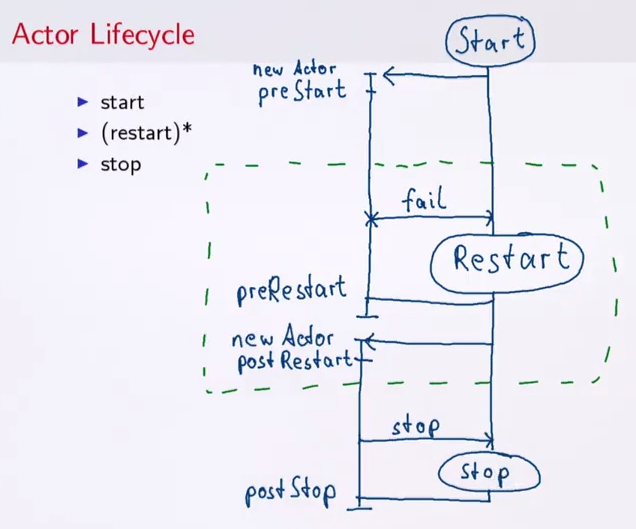 Actor Lifecycle
start
(restart)*
stop
Start
new Actor
preStart
fail
Restart
preRestart
new Actor
postRestart
stop
stop
postStop